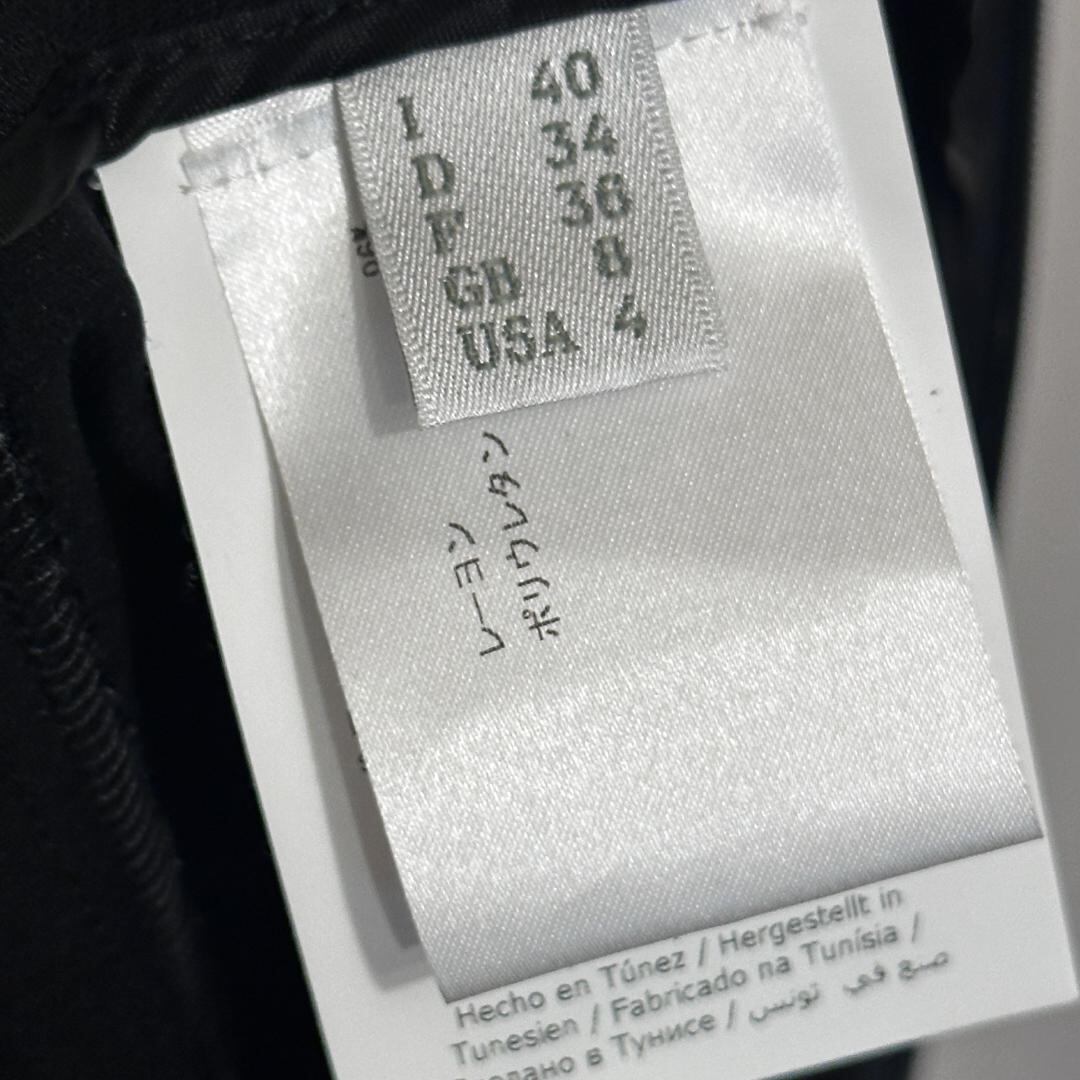 I 40
D 34
F 36
GB 8
USA 4
レーヨン
ポリウレタン
Hecho en Túnez / Hergestellt in
Tunesien / Fabricado na Tunísia /
в Тунисе / صنع في تونس